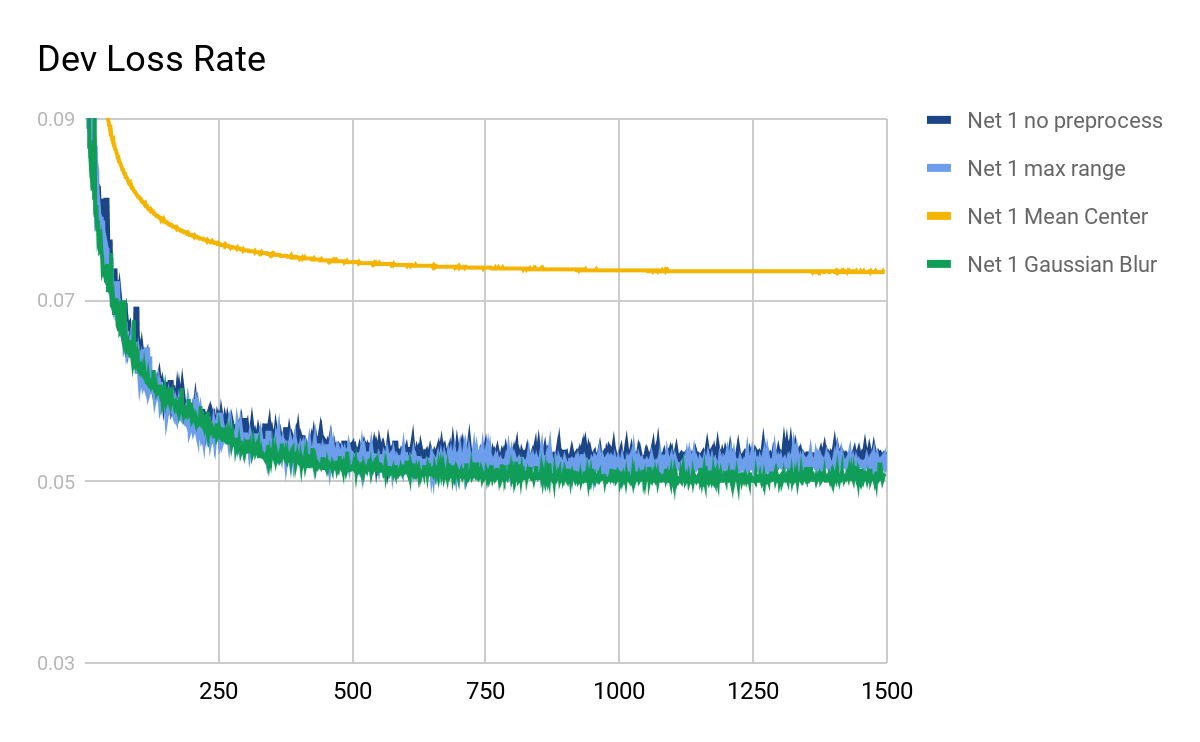 Dev Loss Rate
0.09
0.07
0.05
0.03
250 500 750 1000 1250 1500
Net 1 no preprocess
Net 1 max range
Net 1 Mean Center
Net 1 Gaussian Blur